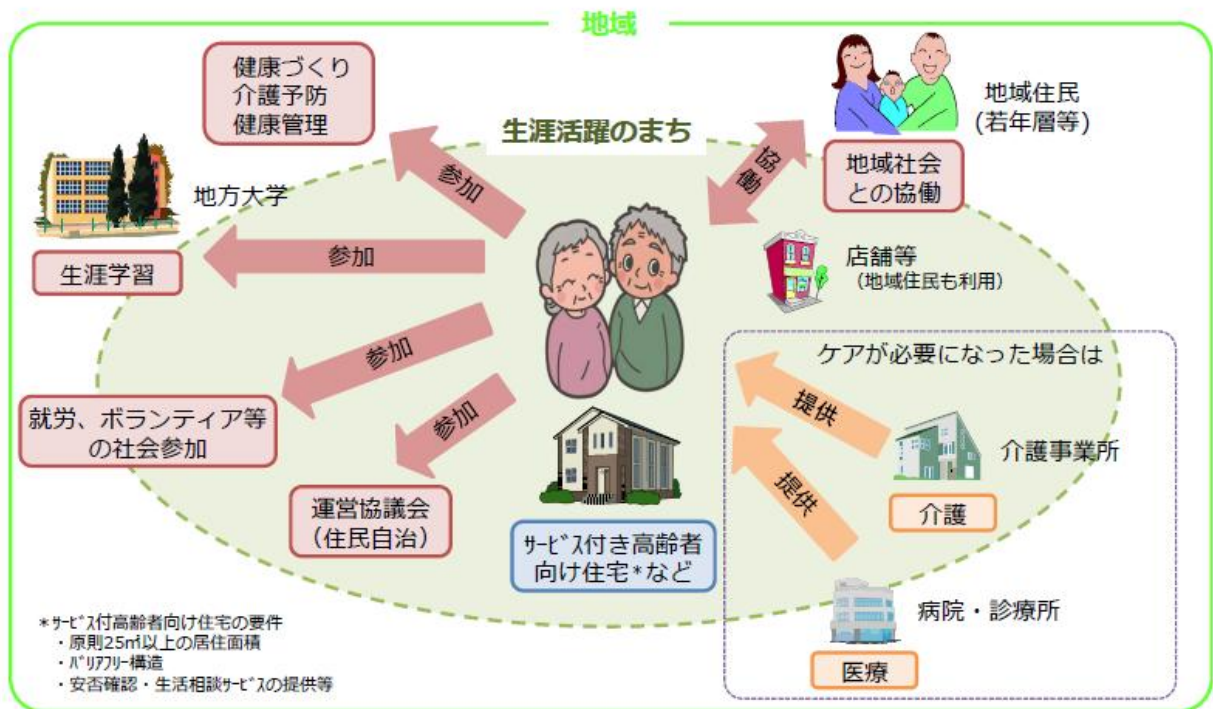 地域
健康づくり
介護予防
健康管理
生涯活躍のまち
地域住民
(若年層等)
協働
地域社会
との協働
地方大学
生涯学習
参加
参加
店舗等
（地域住民も利用）
参加
就労、ボランティア等
の社会参加
参加
運営協議会
（住民自治）
ｻｰﾋﾞｽ付き高齢者
向け住宅*など
ケアが必要になった場合は
提供
介護事業所
介護
提供
病院・診療所
医療
＊ｻｰﾋﾞｽ付高齢者向け住宅の要件
・原則25㎡以上の居住面積
・ﾊﾞﾘｱﾌﾘｰ構造
・安否確認・生活相談ｻｰﾋﾞｽの提供等